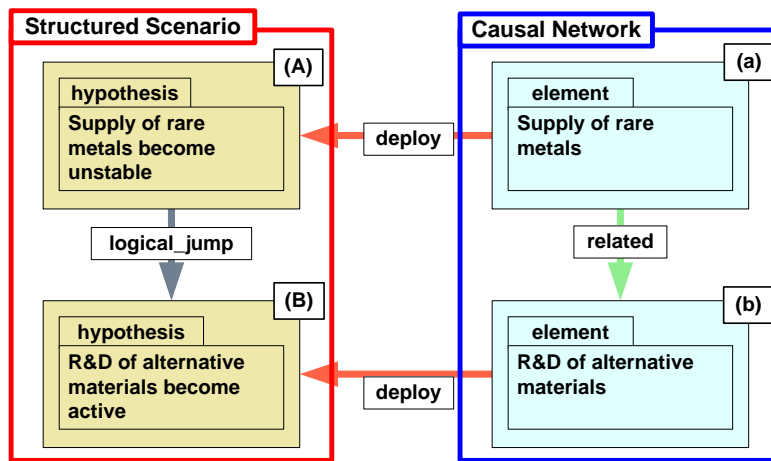 Structured Scenario
Causal Network
(A)
hypothesis
Supply of rare
metals become
unstable
deploy
(a)
element
Supply of rare
metals
logical_jump
related
(B)
hypothesis
R&D of alternative
materials become
active
deploy
(b)
element
R&D of alternative
materials